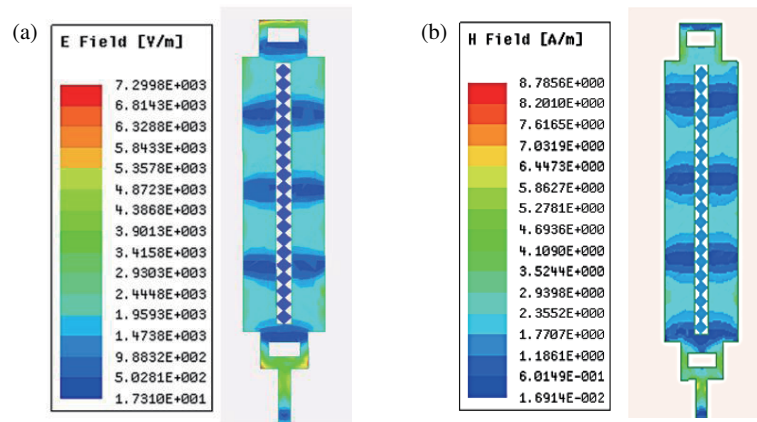 (a)
E Field [V/m]
7.2998E+003
6.8143E+003
6.3288E+003
5.8433E+003
5.3578E+003
4.8723E+003
4.3868E+003
3.9013E+003
3.4158E+003
2.9303E+003
2.4448E+003
1.9593E+003
1.4738E+003
9.8832E+002
5.0281E+002
1.7310E+001
(b)
H Field [A/m]
8.7856E+000
8.2010E+000
7.6165E+000
7.0319E+000
6.4473E+000
5.8627E+000
5.2781E+000
4.6936E+000
4.1090E+000
3.5244E+000
2.9398E+000
2.3552E+000
1.7707E+000
1.1861E+000
6.0149E-001
1.6914E-002